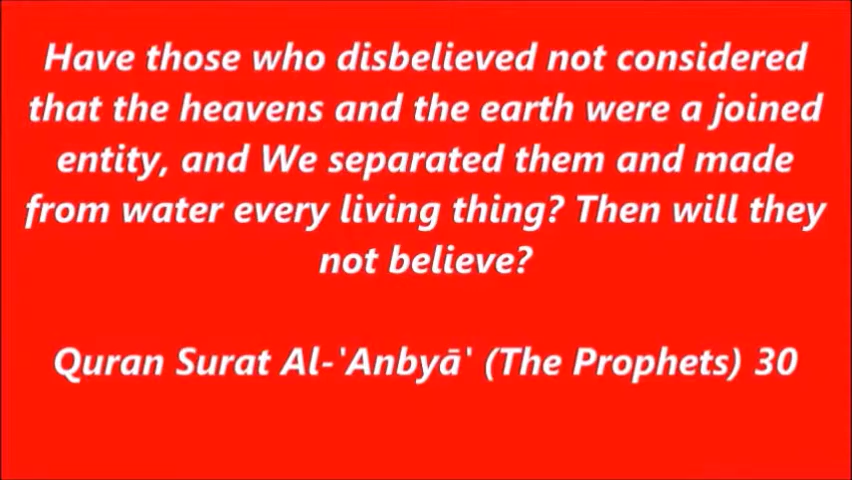 Have those who disbelieved not considered
that the heavens and the earth were a joined
entity, and We separated them and made
from water every living thing? Then will they
not believe?
Quran Surat Al-'Anbyā' (The Prophets) 30